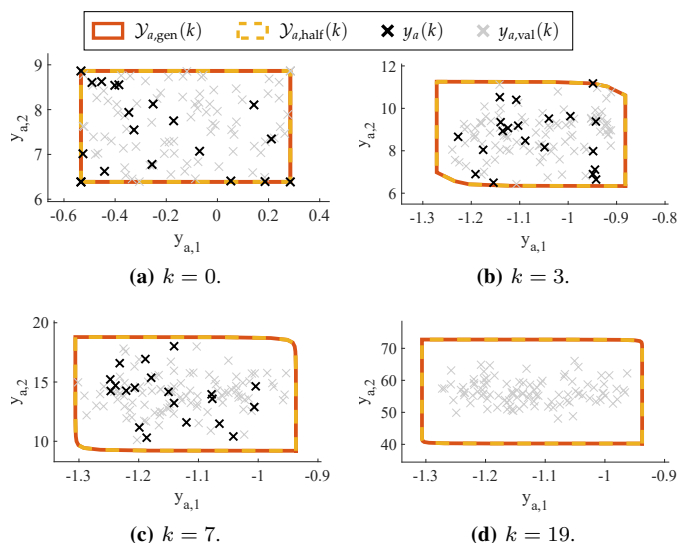 𝒴a,gen(k) 𝒴a,half(k) ya(k) ya,val(k)
9
8
7
6
ya,2
-0.6 -0.4 -0.2 0 0.2 0.4
ya,1
(a) k = 0.
12
10
8
6
ya,2
-1.3 -1.2 -1.1 -1 -0.9 -0.8
ya,1
(b) k = 3.
20
15
10
ya,2
-1.3 -1.2 -1.1 -1 -0.9
ya,1
(c) k = 7.
80
70
60
50
40
ya,2
-1.3 -1.2 -1.1 -1 -0.9
ya,1
(d) k = 19.